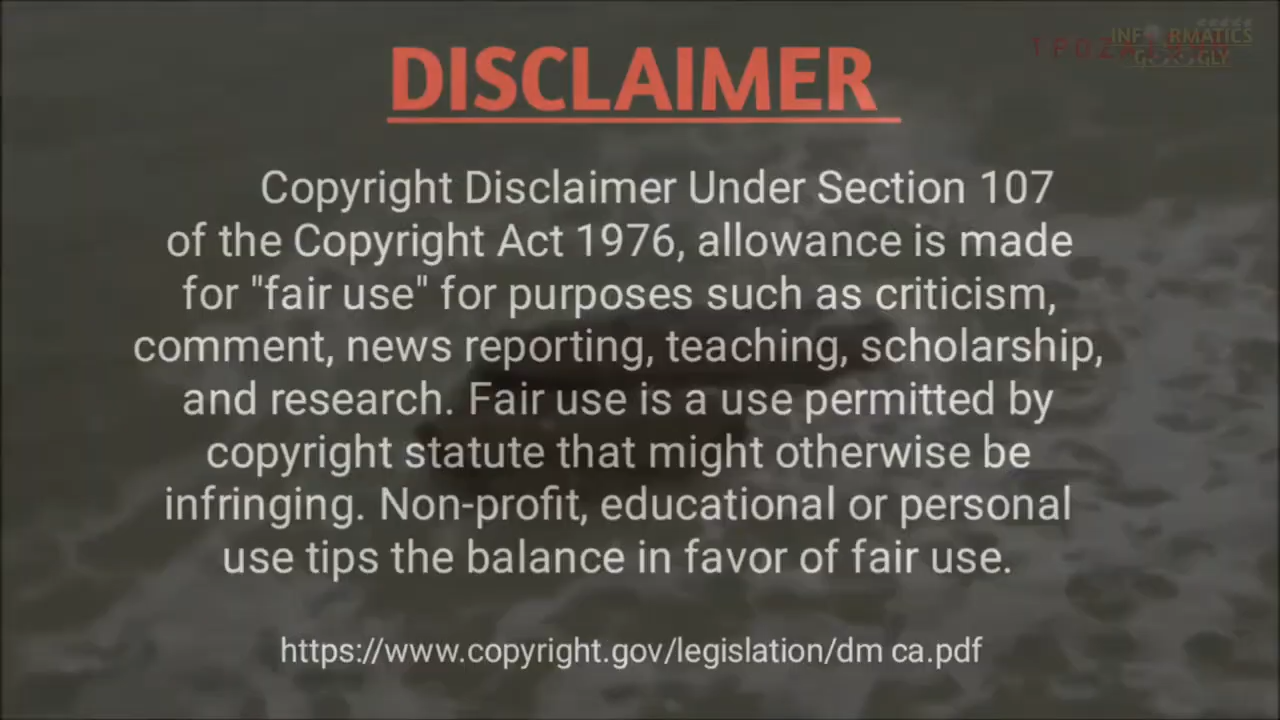 DISCLAIMER
Copyright Disclaimer Under Section 107
of the Copyright Act 1976, allowance is made
for "fair use" for purposes such as criticism,
comment, news reporting, teaching, scholarship,
and research. Fair use is a use permitted by
copyright statute that might otherwise be
infringing. Non-profit, educational or personal
use tips the balance in favor of fair use.
https://www.copyright.gov/legislation/dm ca.pdf